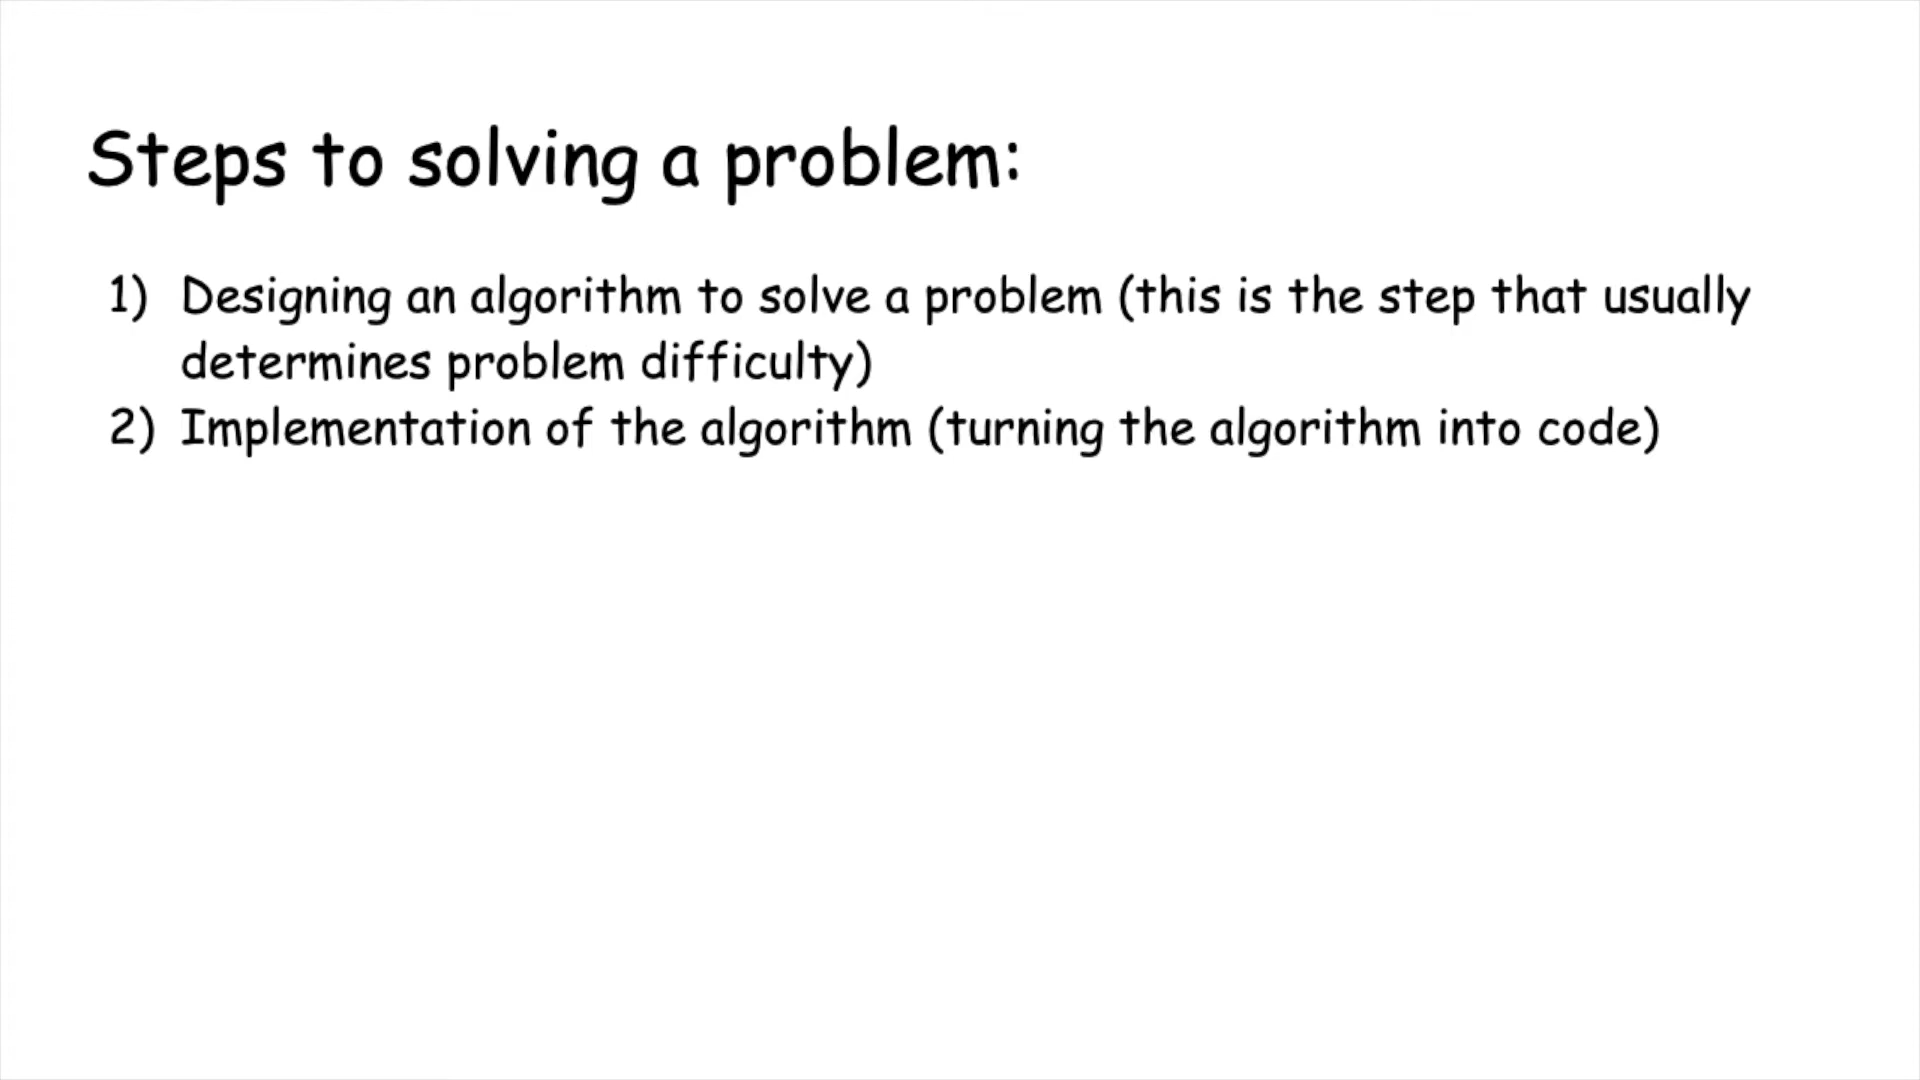 Steps to solving a problem:
1) Designing an algorithm to solve a problem (this is the step that usually
determines problem difficulty)
2) Implementation of the algorithm (turning the algorithm into code)